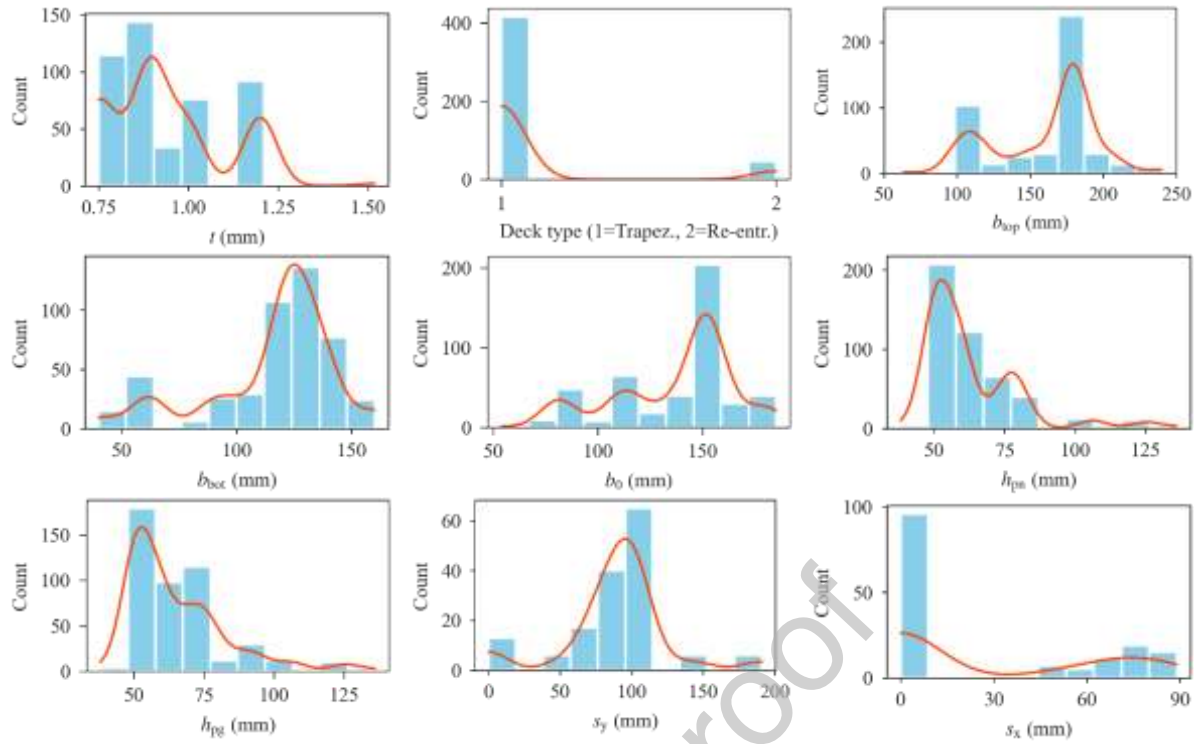 150
100
50
0
Count
0.75 1.00 1.25 1.50
t (mm)
400
200
0
Count
1 2
Deck type (1=Trapez., 2=Re-entr.)
200
100
0
Count
50 100 150 200 250
b_top (mm)
100
50
0
Count
50 100 150
b_bot (mm)
200
100
0
Count
50 100 150
b_0 (mm)
200
100
0
Count
50 75 100 125
h_pn (mm)
150
100
50
0
Count
50 75 100 125
h_pg (mm)
60
40
20
0
Count
0 50 100 150 200
s_y (mm)
100
50
0
Count
0 30 60 90
s_x (mm)
roof